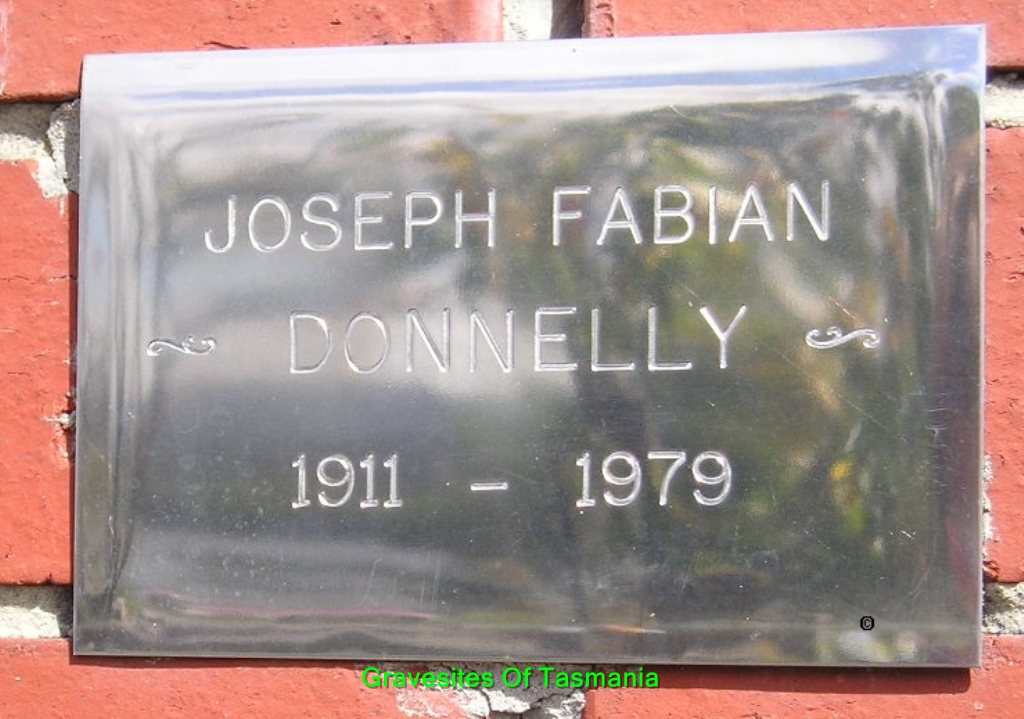 JOSEPH FABIAN
DONNELLY
1911 - 1979
©
Gravesites Of Tasmania